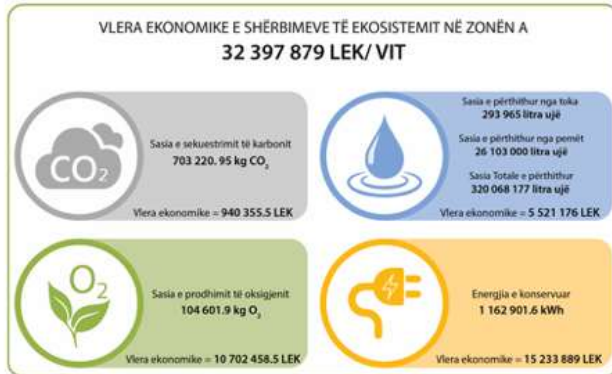 VLERA EKONOMIKE E SHËRBIMEVE TË EKOSISTEMIT NË ZONËN A
32 397 879 LEK/ VIT
CO₂
Sasia e sekuestrimit të karbonit
703 220. 95 kg CO₂
Vlera ekonomike = 940 355.5 LEK
Sasia e përthithur nga toka
293 965 litra ujë
Sasia e përthithur nga pemët
26 103 000 litra ujë
Sasia Totale e përthithur
320 068 177 litra ujë
Vlera ekonomike = 5 521 176 LEK
O₂
Sasia e prodhimit të oksigjenit
104 601.9 kg O₂
Vlera ekonomike = 10 702 458.5 LEK
Energjia e konservuar
1 162 901.6 kWh
Vlera ekonomike = 15 233 889 LEK